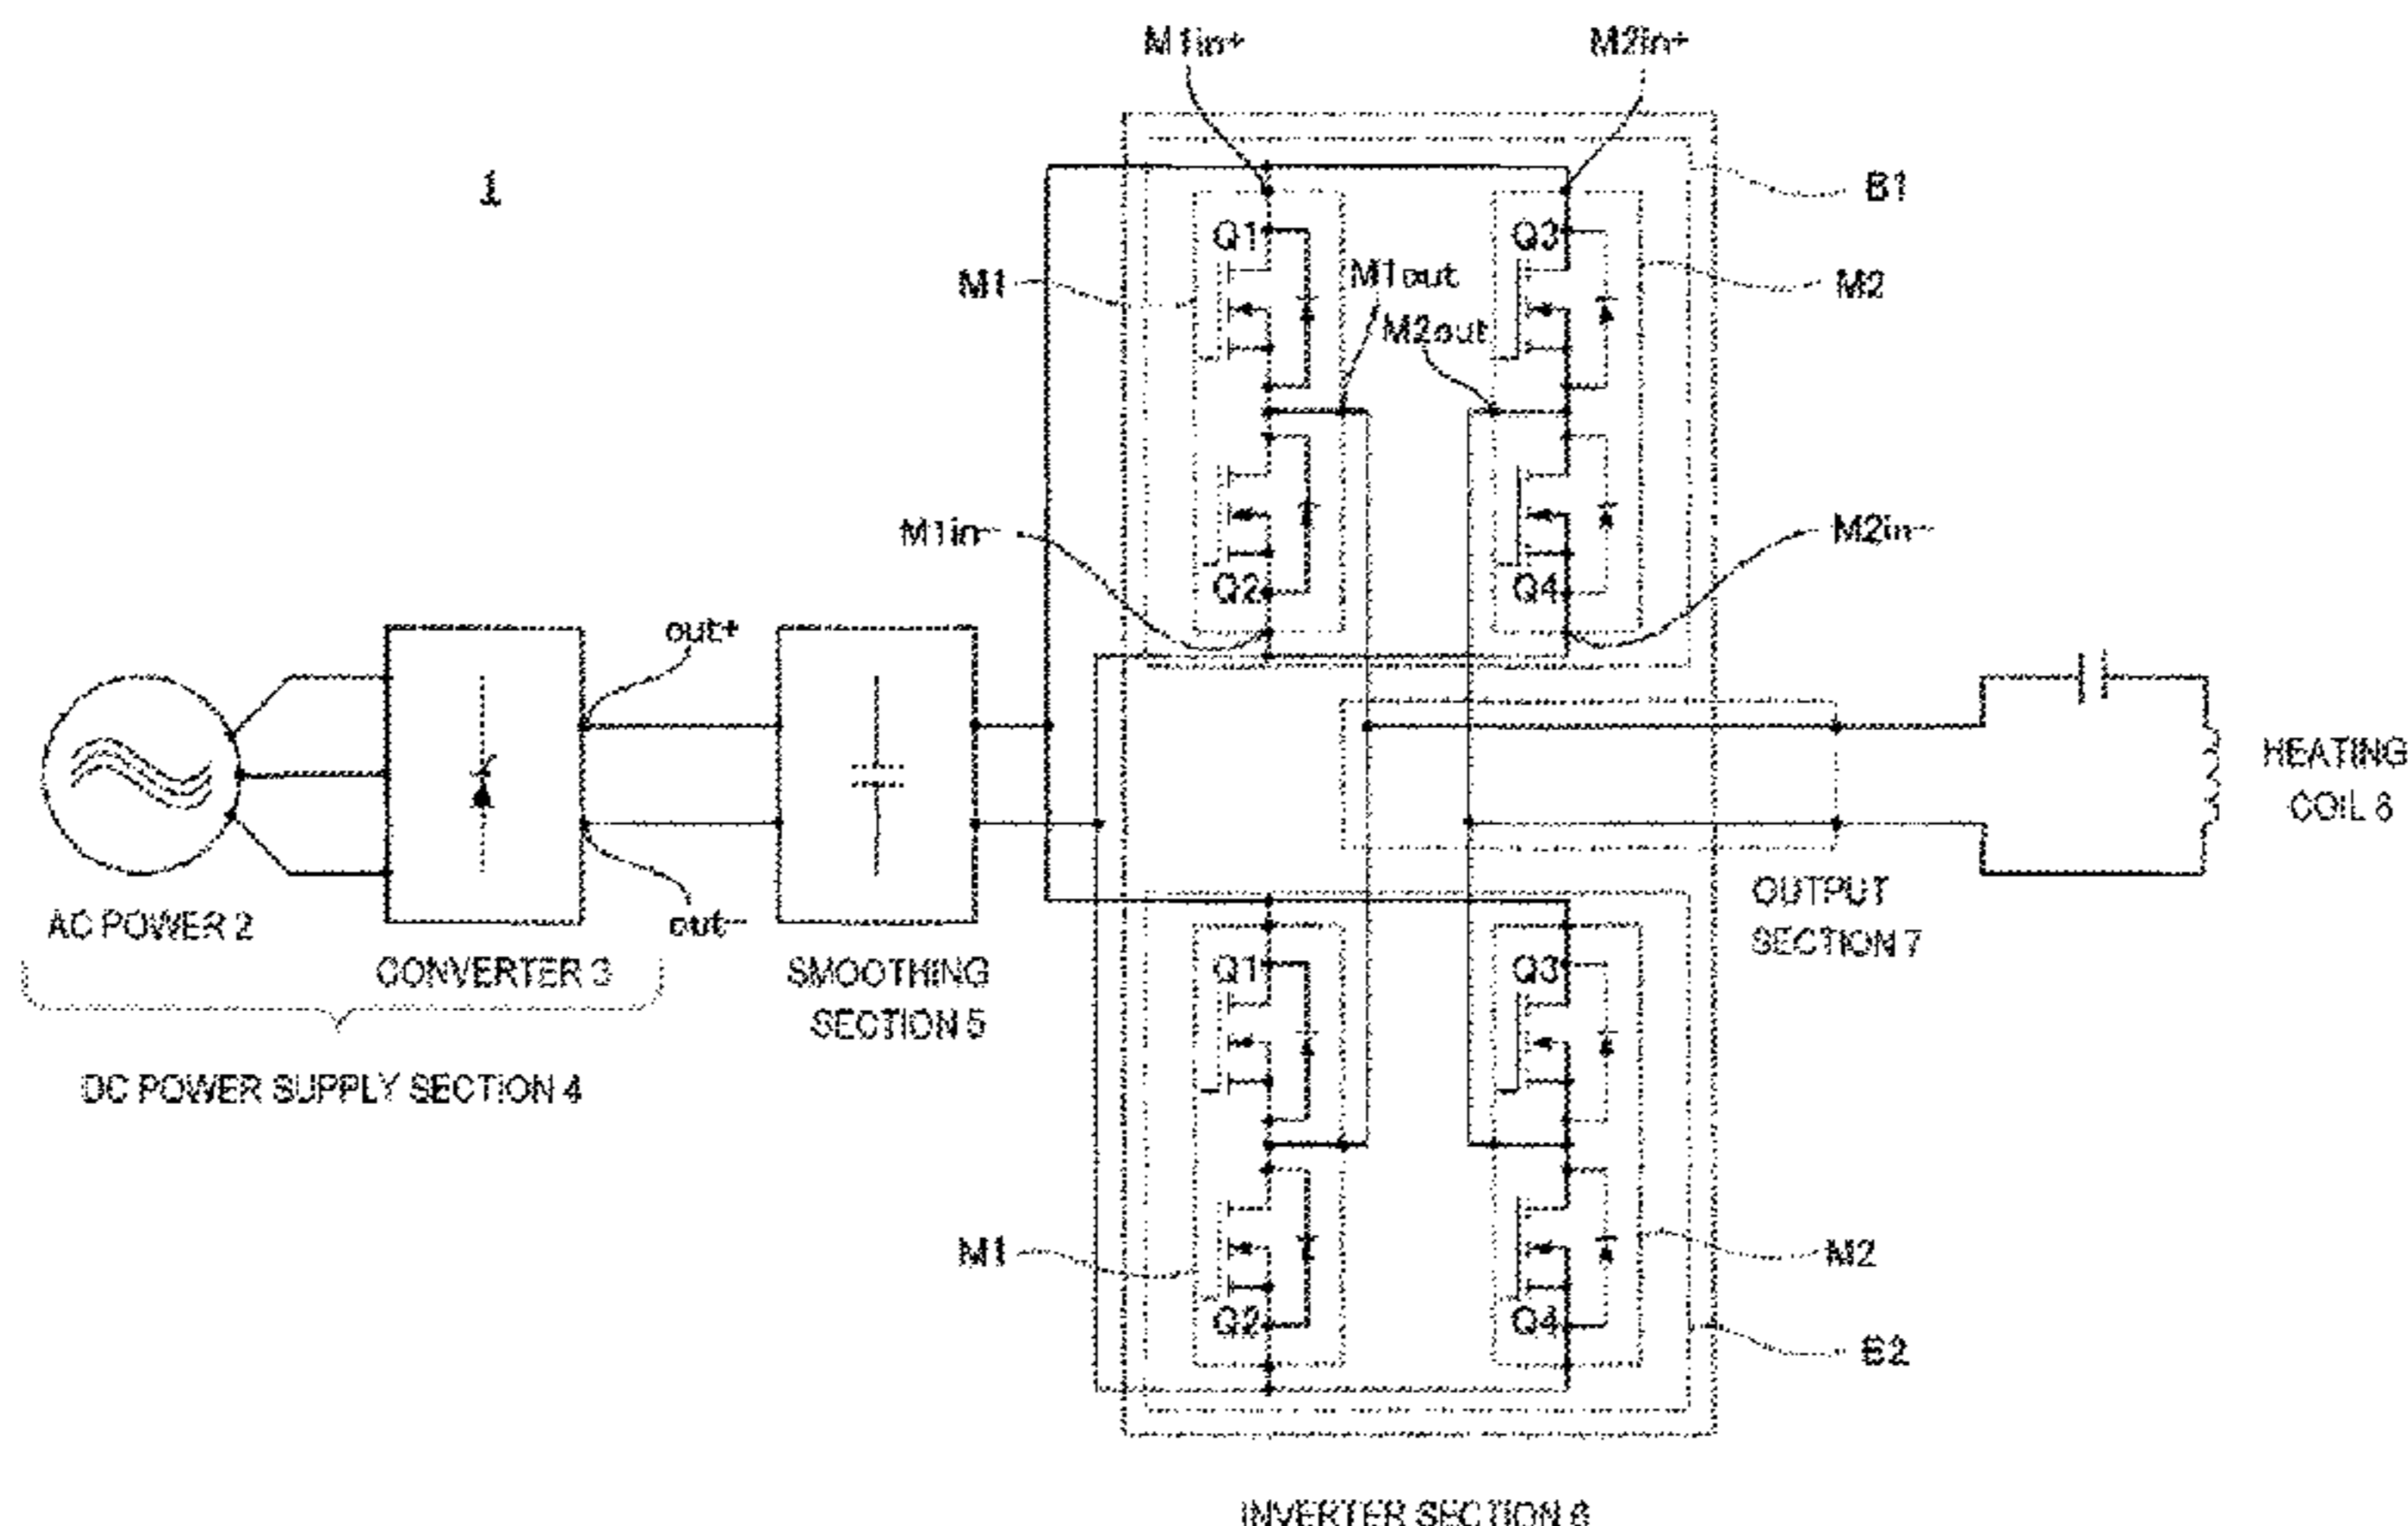 M1in+
M2in+
1
B1
Q1
Q3
M1
M1out
M2
M2out
M1in-
M2in-
Q2
Q4
out+
HEATING
COIL 8
AC POWER 2
out-
OUTPUT
SECTION 7
CONVERTER 3
SMOOTHING
SECTION 5
Q1
Q3
DC POWER SUPPLY SECTION 4
M1
M2
Q2
Q4
B2
INVERTER SECTION 6